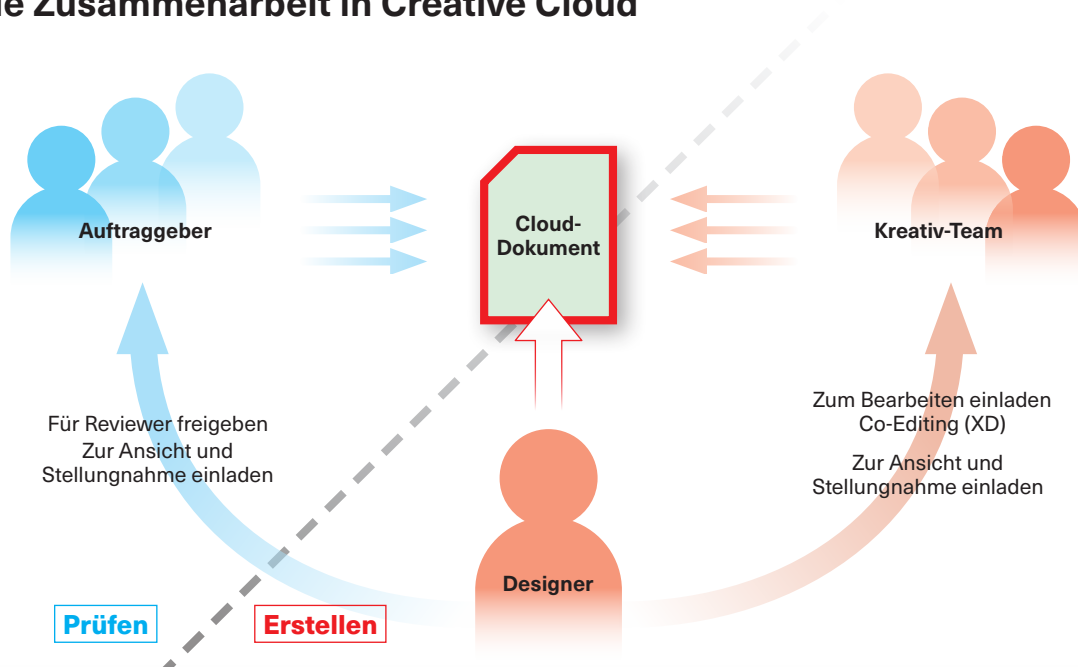 Zusammenarbeit in Creative Cloud
Auftraggeber
Cloud-
Dokument
Kreativ-Team
Für Reviewer freigeben
Zur Ansicht und
Stellungnahme einladen
Zum Bearbeiten einladen
Co-Editing (XD)
Zur Ansicht und
Stellungnahme einladen
Designer
Prüfen
Erstellen